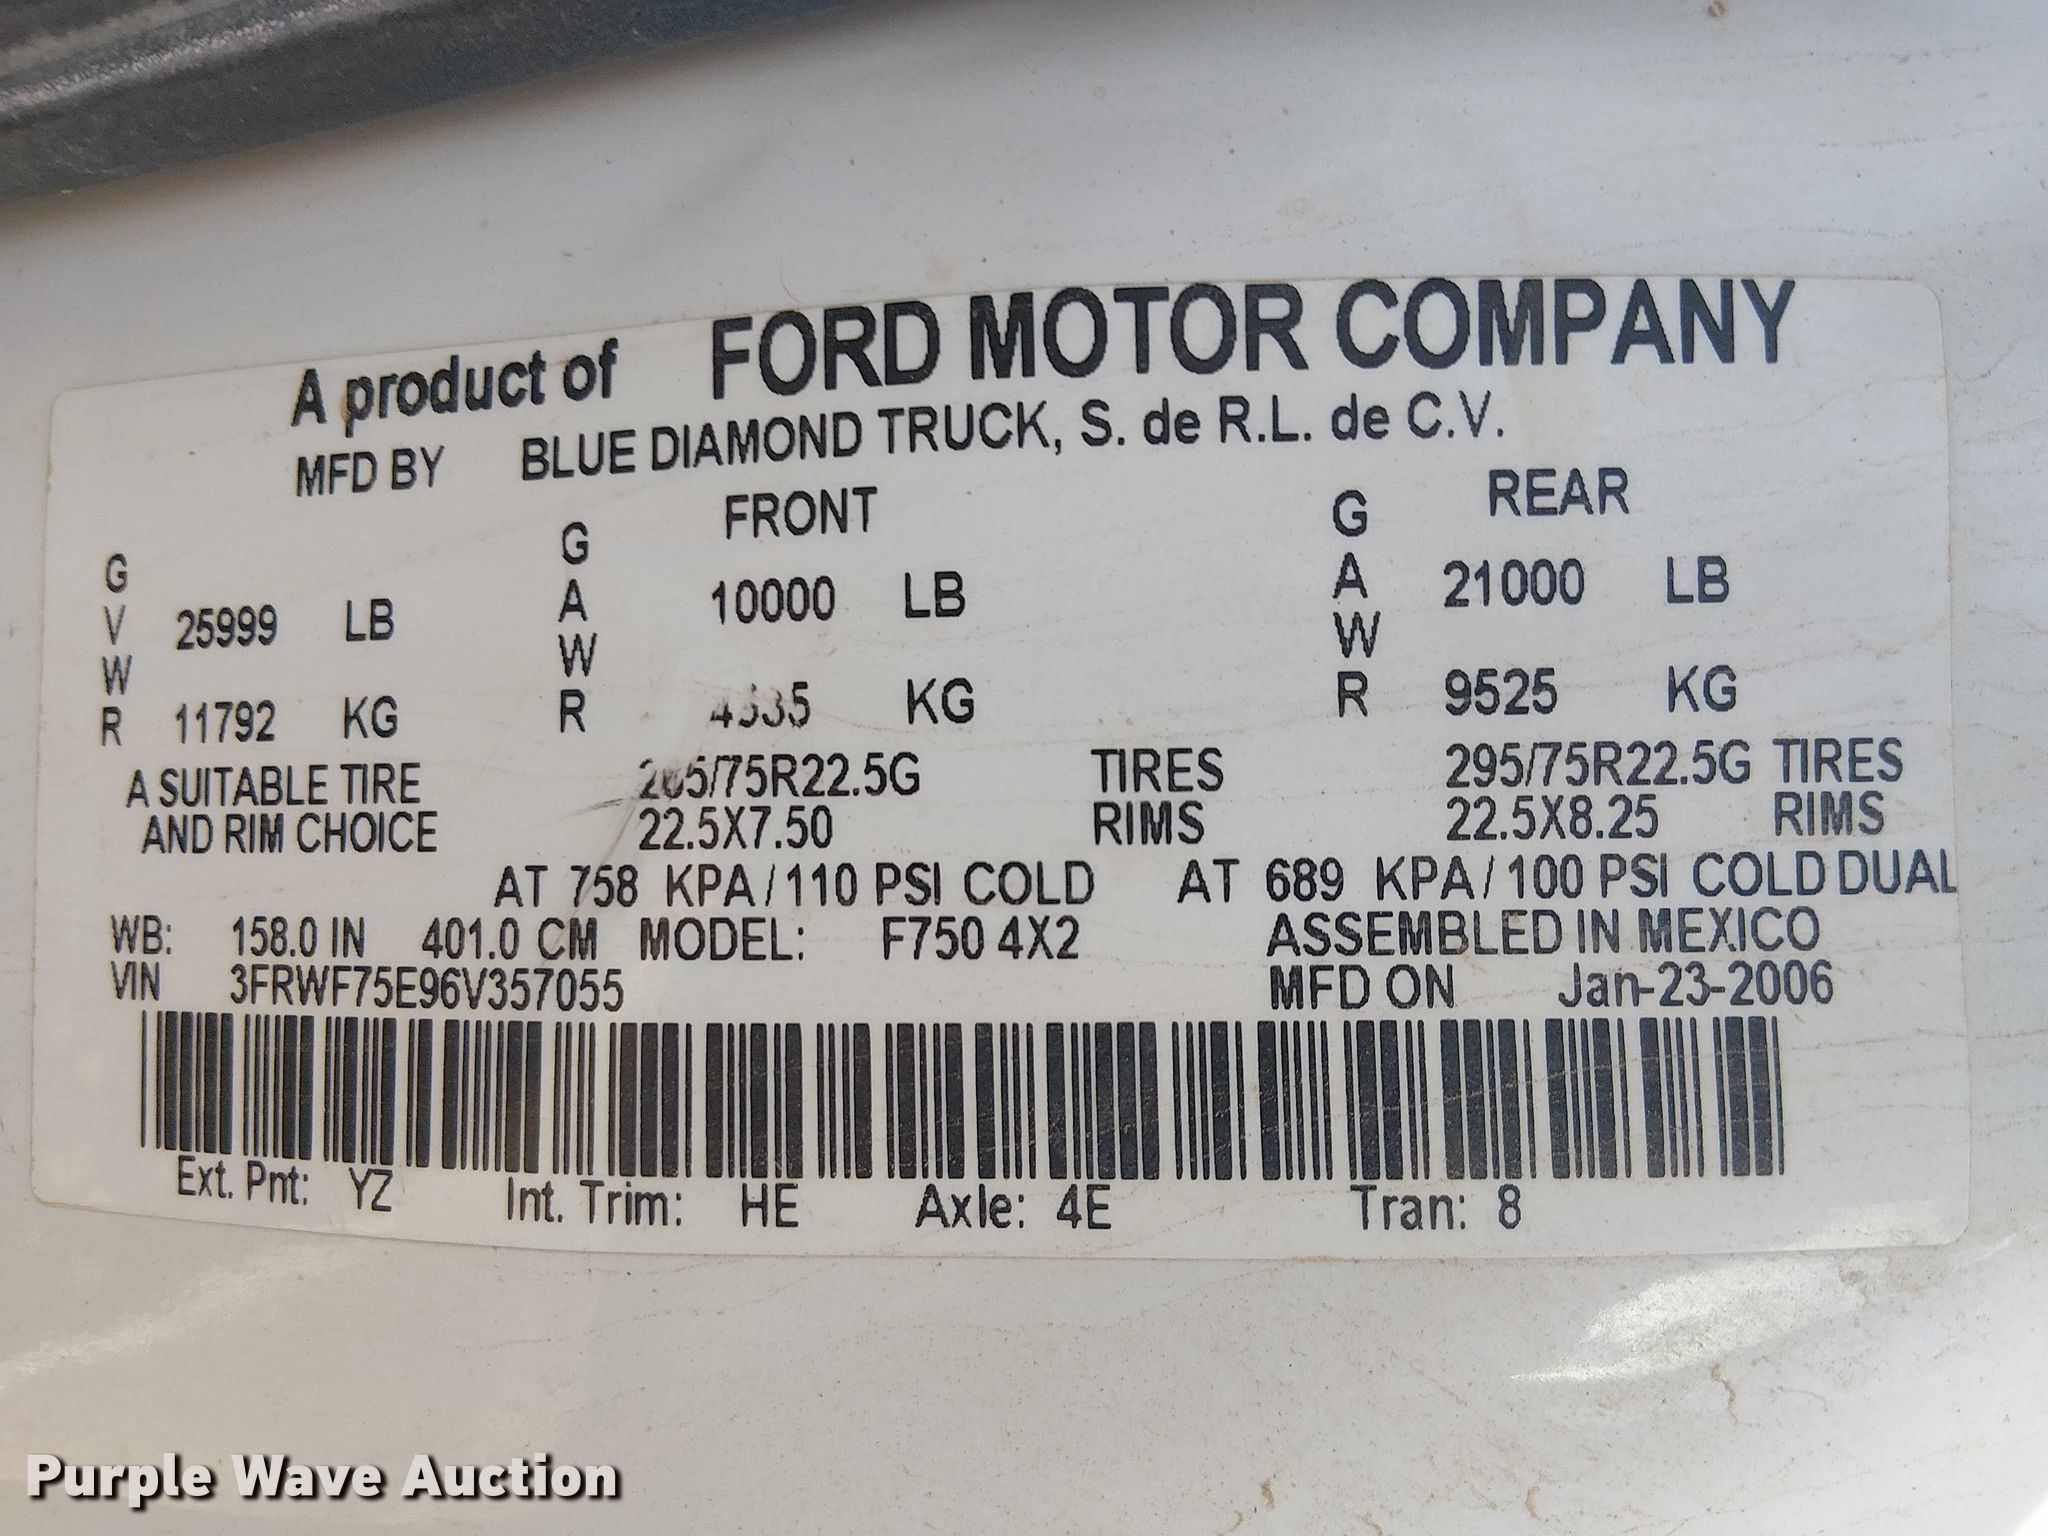 A product of FORD MOTOR COMPANY
MFD BY BLUE DIAMOND TRUCK, S. de R.L. de C.V.
GVWR 25999 LB 11792 KG
GAWR FRONT 10000 LB KG
GAWR REAR 21000 LB 9525 KG
A SUITABLE TIRE TIRES 295/75R22.5G TIRES
AND RIM CHOICE 22.5X7.50 RIMS 22.5X8.25 RIMS
AT 758 KPA/110 PSI COLD AT 689 KPA/100 PSI COLD DUAL
WB: 158.0 IN 401.0 CM MODEL: F750 4X2 ASSEMBLED IN MEXICO
VIN 3FRWF75E96V357055 MFD ON Jan-23-2006
Ext. Pnt: YZ Int. Trim: HE Axle: 4E Tran: 8
Purple Wave Auction